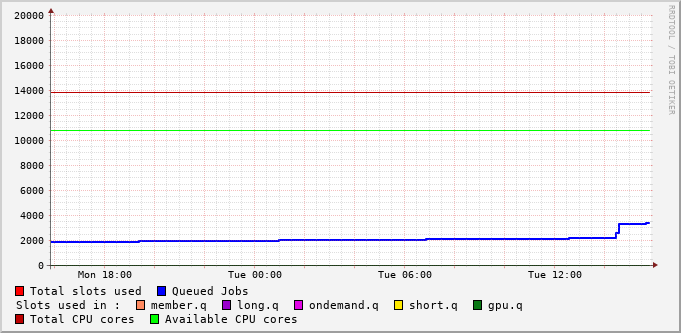 RRDTOOL / TOBI OETIKER
20000
18000
16000
14000
12000
10000
8000
6000
4000
2000
0
Mon 18:00 Tue 00:00 Tue 06:00 Tue 12:00
Total slots used Queued Jobs
Slots used in : member.q long.q ondemand.q short.q gpu.q
Total CPU cores Available CPU cores